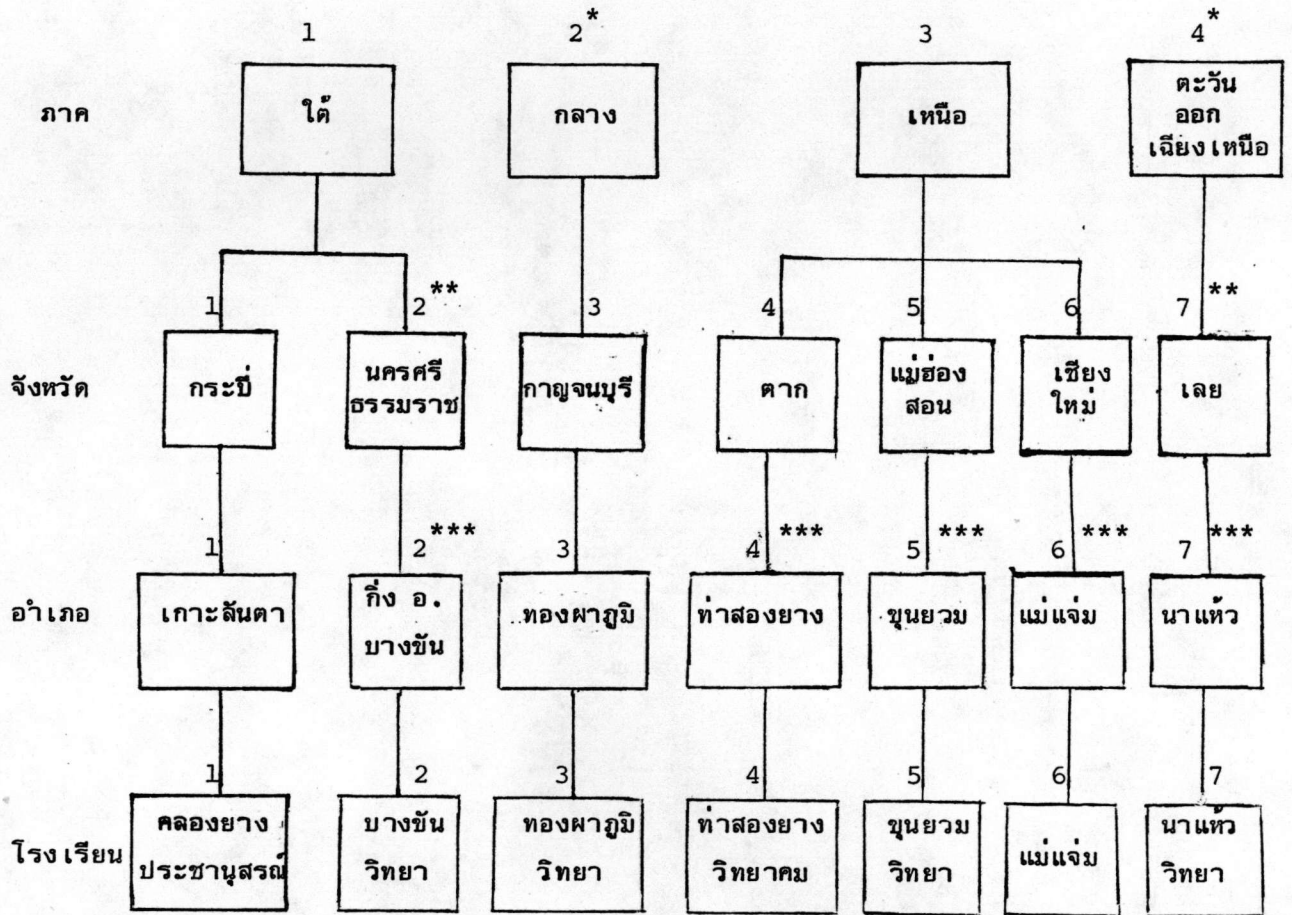 1 2* 3 4*
ภาค ใต้ กลาง เหนือ ตะวัน
ออก
เฉียงเหนือ
1 2** 3 4 5 6 7**
จังหวัด กระบี่ นครศรี กาญจนบุรี ตาก แม่ฮ่อง เชียง เลย
ธรรมราช สอน ใหม่
1 2*** 3 4*** 5*** 6*** 7***
อำเภอ เกาะลันตา กิ่ง อ. ทองผาภูมิ ท่าสองยาง ขุนยวม แม่แจ่ม นาแห้ว
บางขัน
1 2 3 4 5 6 7
โรงเรียน คลองยาง บางขัน ทองผาภูมิ ท่าสองยาง ขุนยวม แม่แจ่ม นาแห้ว
ประชานุสรณ์ วิทยา วิทยา วิทยาคม วิทยา วิทยา